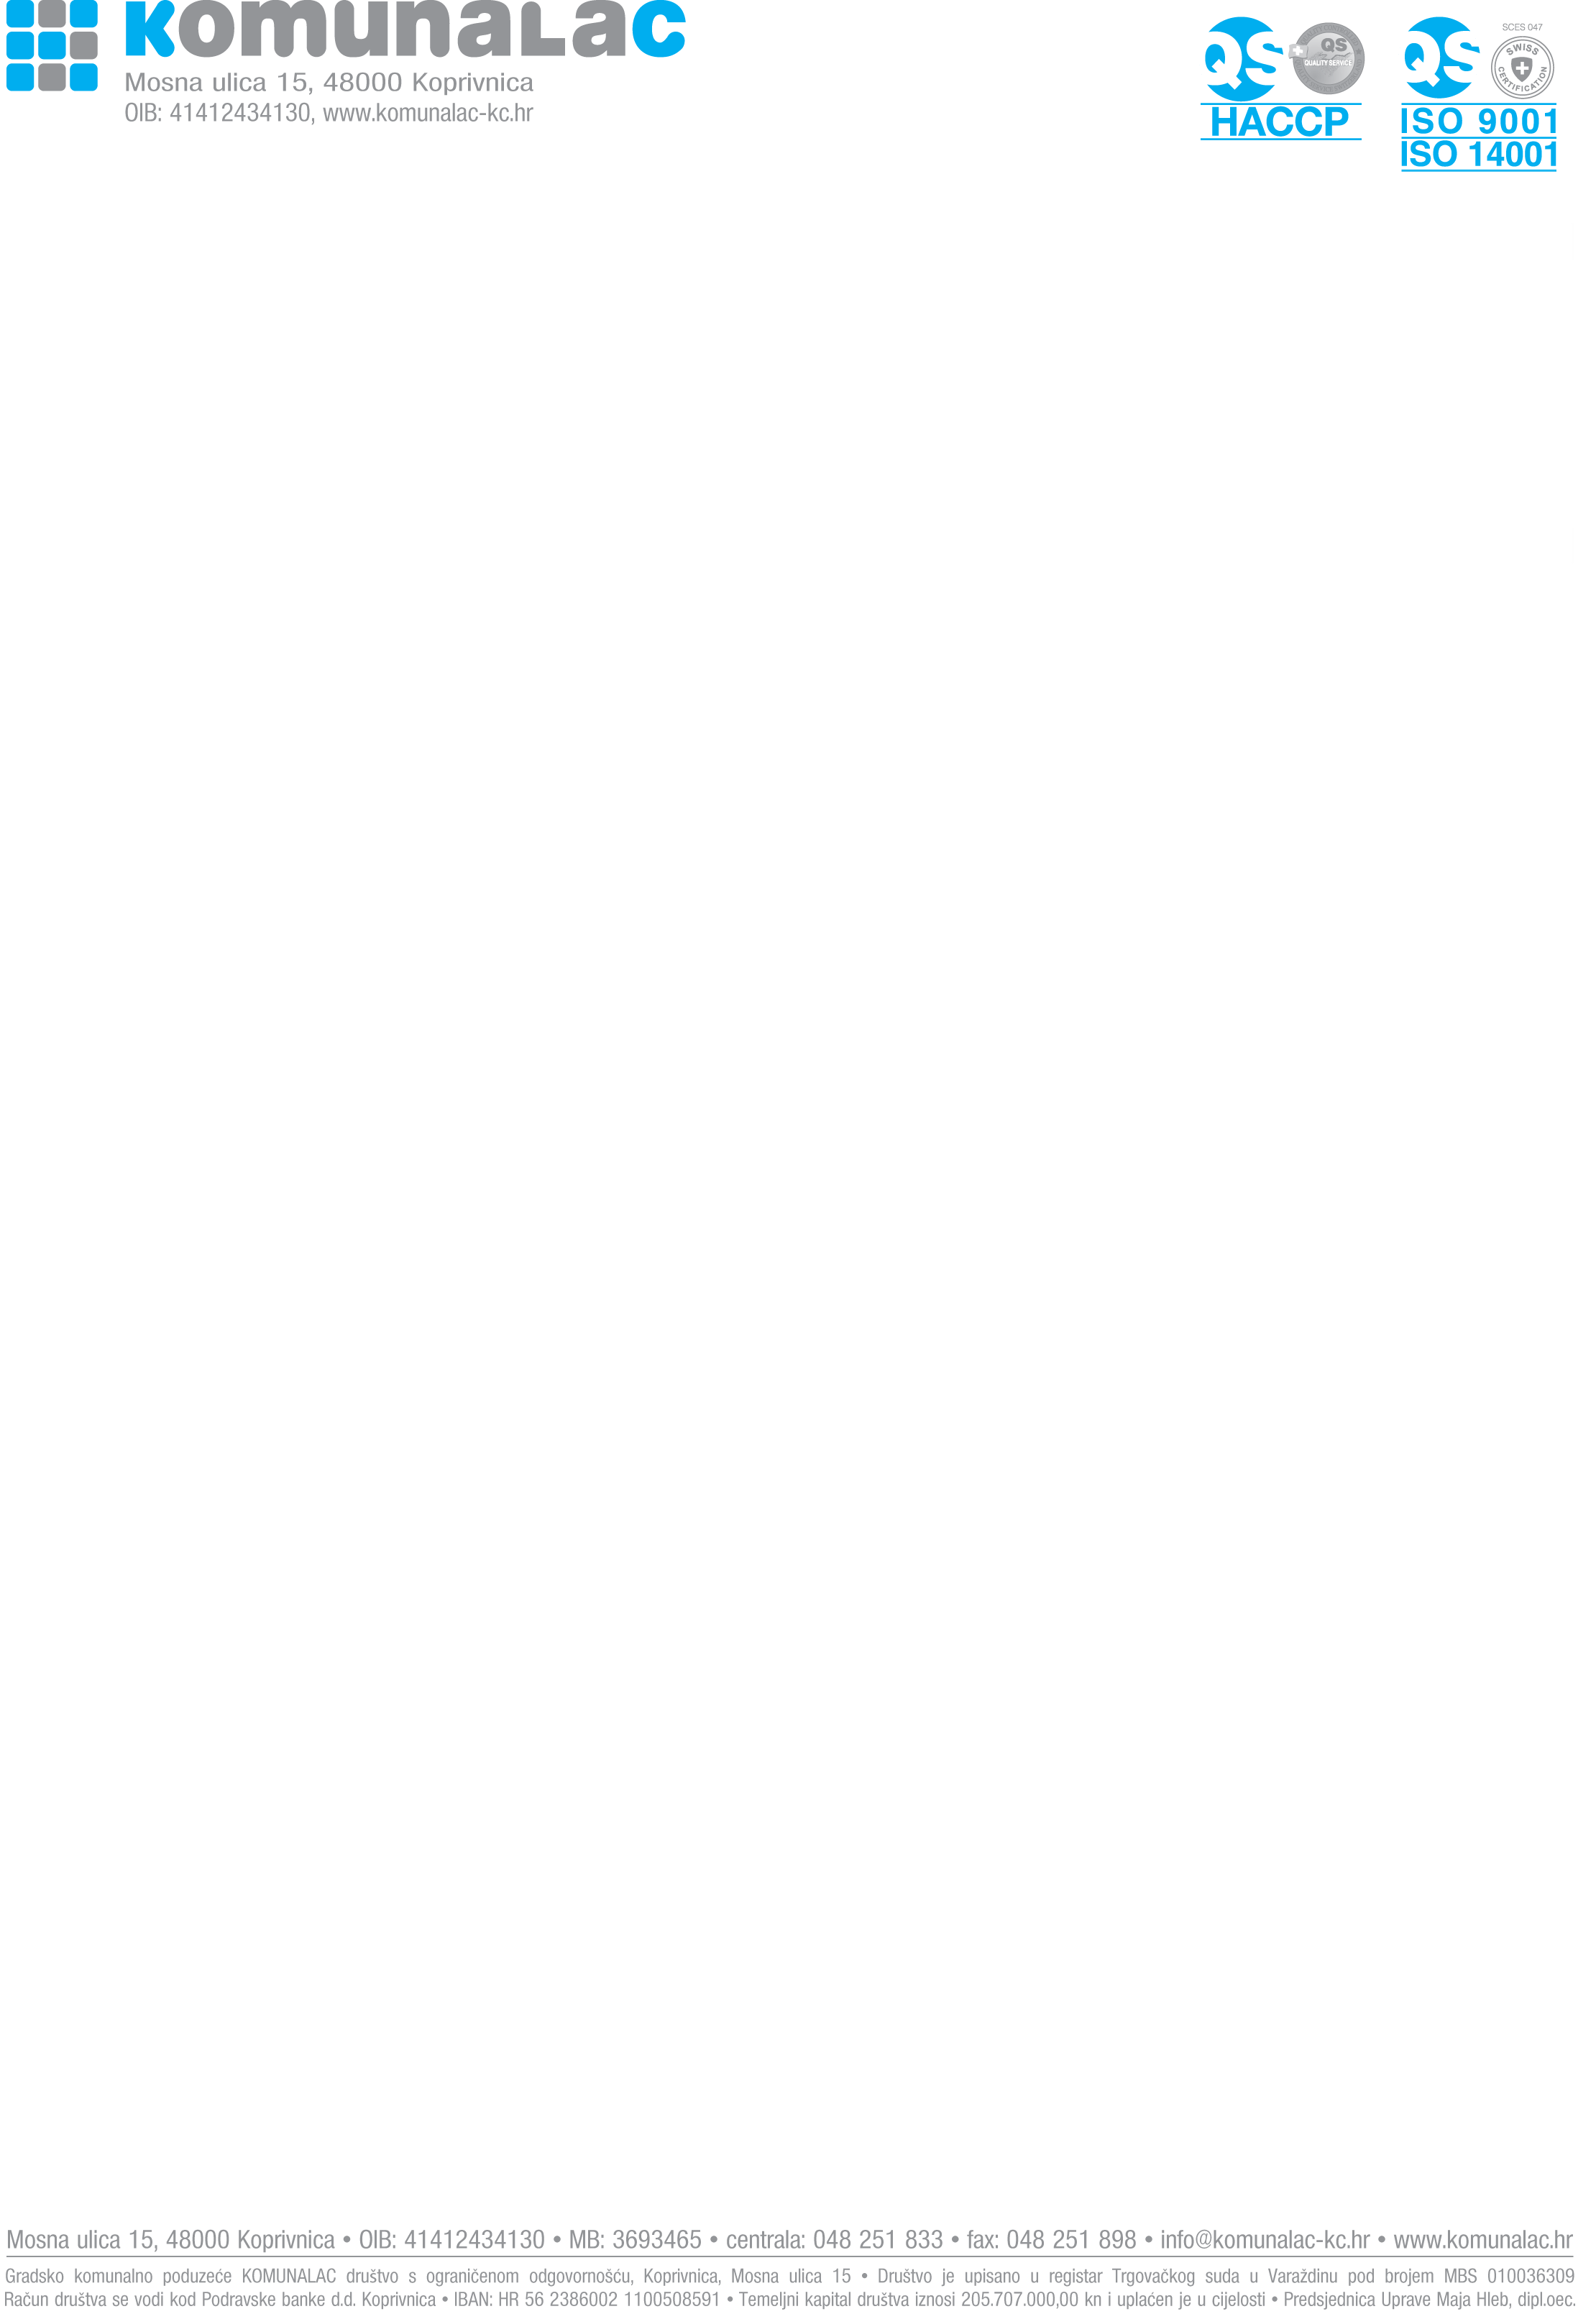 Komunalac
Mosna ulica 15, 48000 Koprivnica
OIB: 41412434130, www.komunalac-kc.hr
QS
QS
QUALITY SERVICE
HACCP
QS
SCES 047
SWISS
CERTIFICATION
ISO 9001
ISO 14001
Mosna ulica 15, 48000 Koprivnica • OIB: 41412434130 • MB: 3693465 • centrala: 048 251 833 • fax: 048 251 898 • info@komunalac-kc.hr • www.komunalac.hr
Gradsko komunalno poduzeće KOMUNALAC društvo s ograničenom odgovornošću, Koprivnica, Mosna ulica 15 • Društvo je upisano u registar Trgovačkog suda u Varaždinu pod brojem MBS 010036309
Račun društva se vodi kod Podravske banke d.d. Koprivnica • IBAN: HR 56 2386002 1100508591 • Temeljni kapital društva iznosi 205.707.000,00 kn i uplaćen je u cijelosti • Predsjednica Uprave Maja Hleb, dipl.oec.